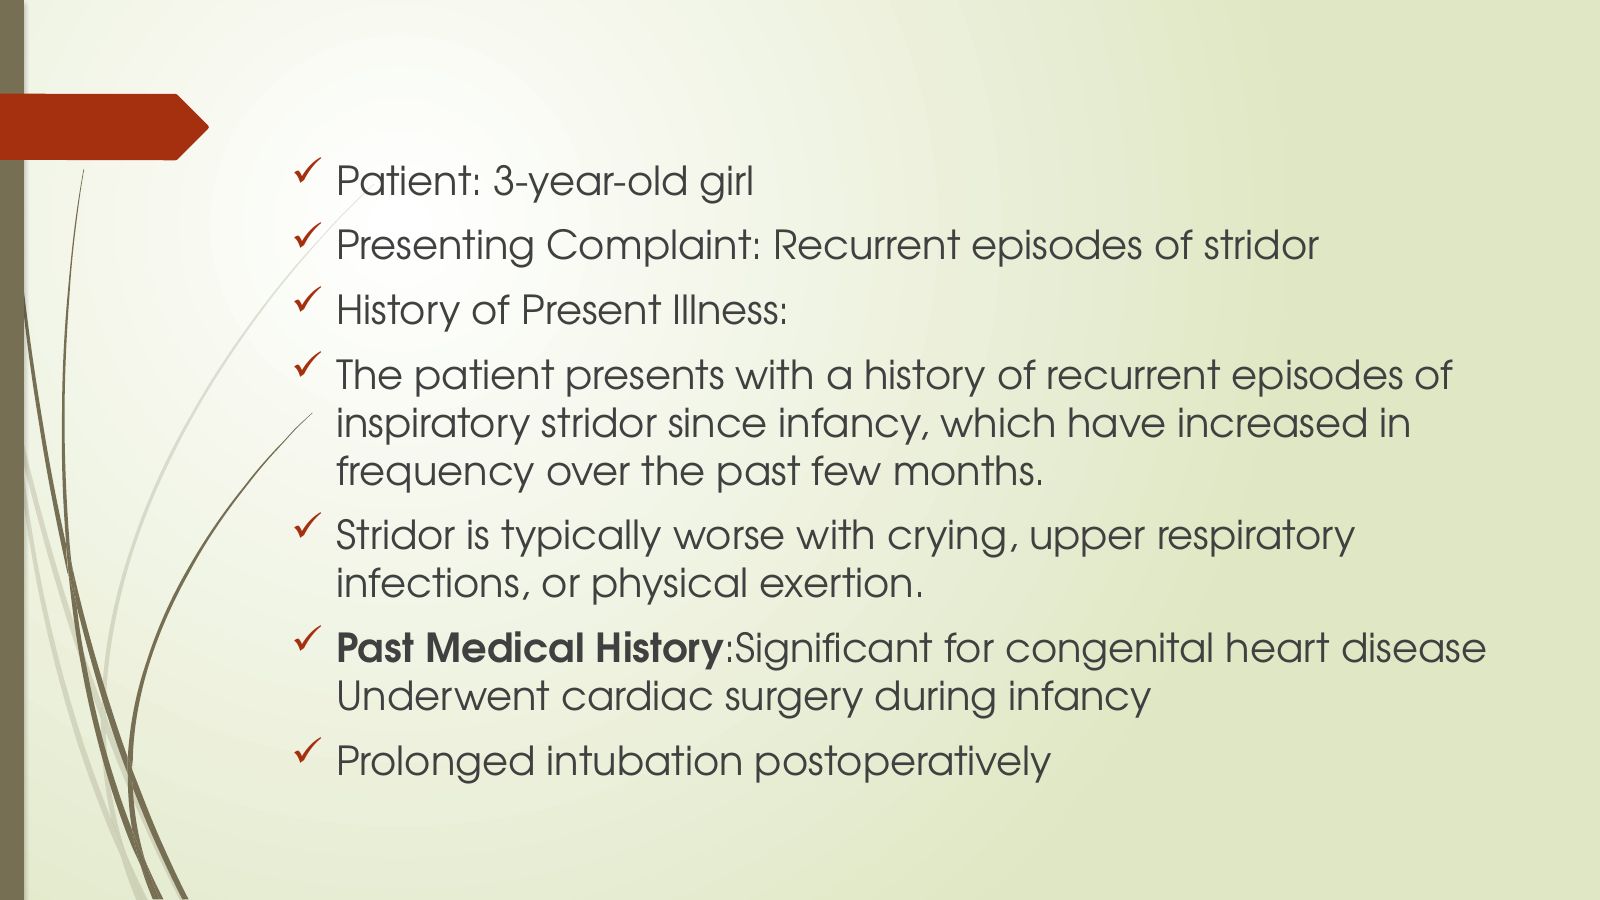 Patient: 3-year-old girl
Presenting Complaint: Recurrent episodes of stridor
History of Present Illness:
The patient presents with a history of recurrent episodes of
inspiratory stridor since infancy, which have increased in
frequency over the past few months.
Stridor is typically worse with crying, upper respiratory
infections, or physical exertion.
Past Medical History:Significant for congenital heart disease
Underwent cardiac surgery during infancy
Prolonged intubation postoperatively